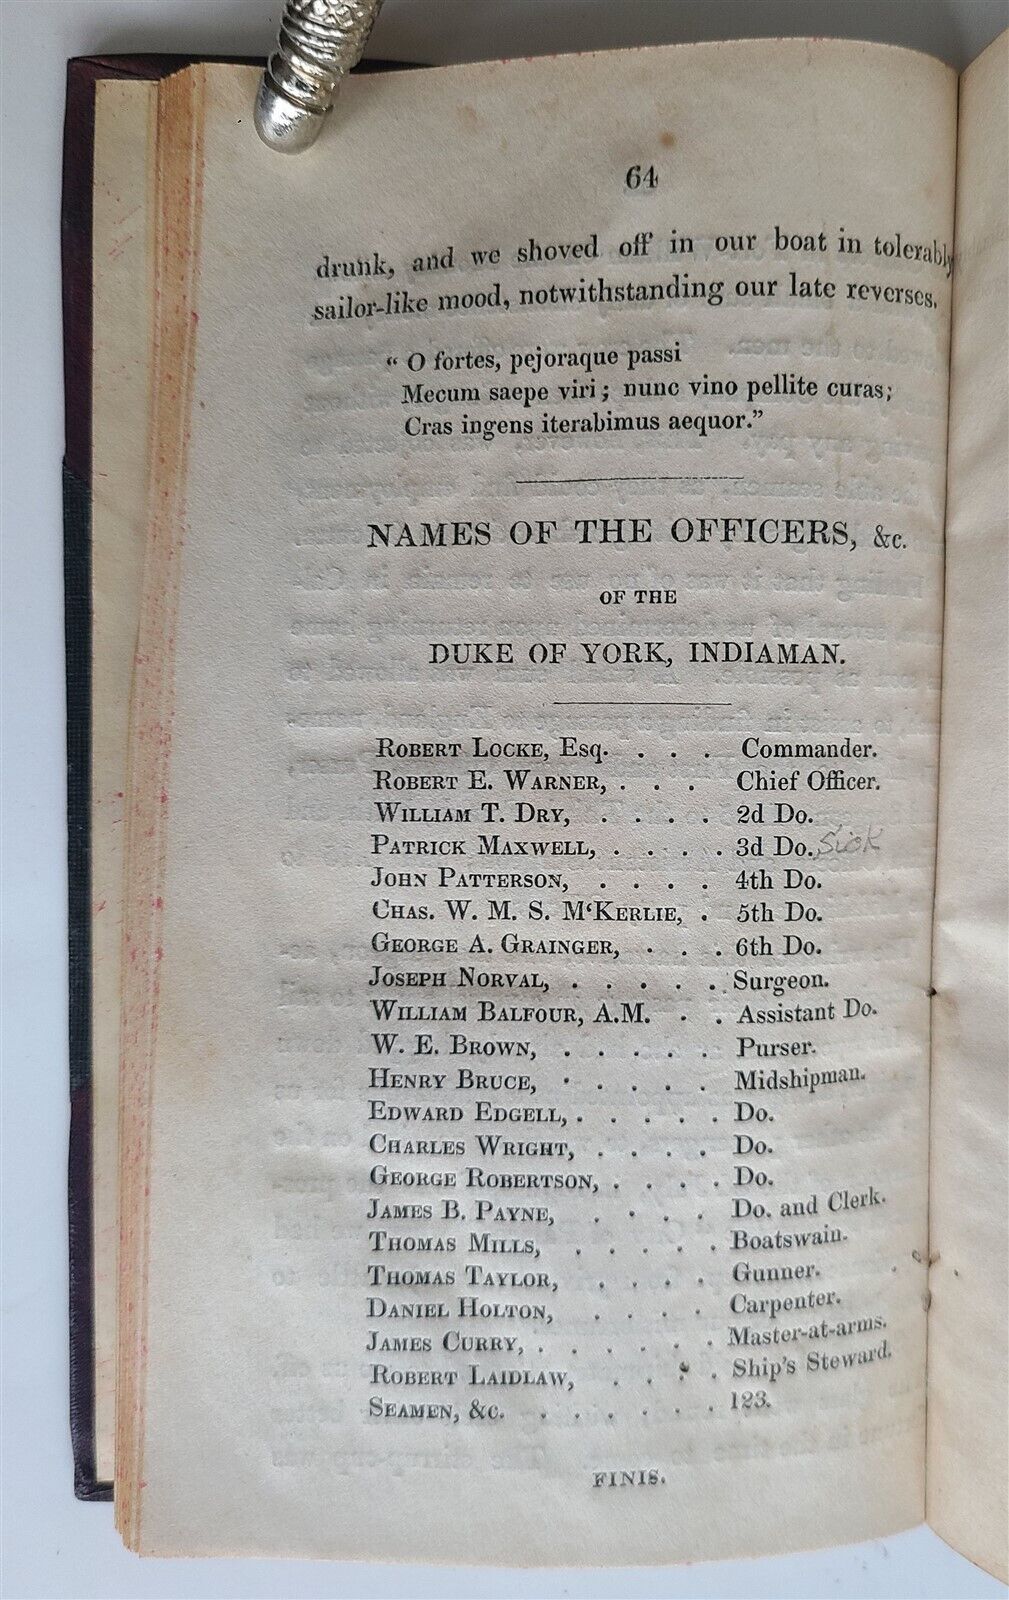 64
drunk, and we shoved off in our boat in tolerably
sailor-like mood, notwithstanding our late reverses.
“ O fortes, pejoraque passi
Mecum saepe viri; nunc vino pellite curas;
Cras ingens iterabimus aequor.”
NAMES OF THE OFFICERS, &c.
OF THE
DUKE OF YORK, INDIAMAN.
ROBERT LOCKE, Esq. . . . Commander.
ROBERT E. WARNER, . . . Chief Officer.
WILLIAM T. DRY, . . . . 2d Do.
PATRICK MAXWELL, . . . . 3d Do. Sick
JOHN PATTERSON, . . . . 4th Do.
CHAS. W. M. S. M‘KERLIE, . 5th Do.
GEORGE A. GRAINGER, . . . 6th Do.
JOSEPH NORVAL, . . . . . Surgeon.
WILLIAM BALFOUR, A.M. . . Assistant Do.
W. E. BROWN, . . . . . Purser.
HENRY BRUCE, . . . . . Midshipman.
EDWARD EDGELL, . . . . . Do.
CHARLES WRIGHT, . . . . Do.
GEORGE ROBERTSON, . . . . Do.
JAMES B. PAYNE, . . . . Do. and Clerk.
THOMAS MILLS, . . . . . Boatswain.
THOMAS TAYLOR, . . . . Gunner.
DANIEL HOLTON, . . . . Carpenter.
JAMES CURRY, . . . . . . Master-at-arms.
ROBERT LAIDLAW, . . . . Ship's Steward.
SEAMEN, &c. . . . . . . 123.
FINIS.